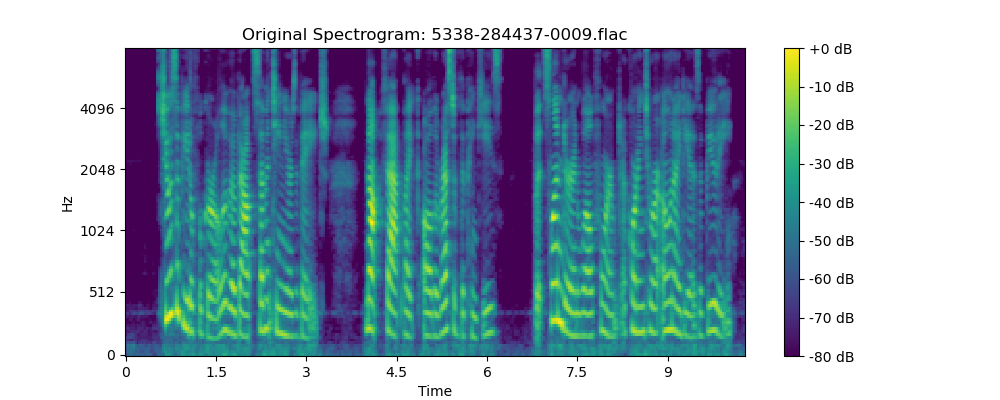 Original Spectrogram: 5338-284437-0009.flac
Hz
4096
2048
1024
512
0
0 1.5 3 4.5 6 7.5 9
Time
+0 dB
-10 dB
-20 dB
-30 dB
-40 dB
-50 dB
-60 dB
-70 dB
-80 dB